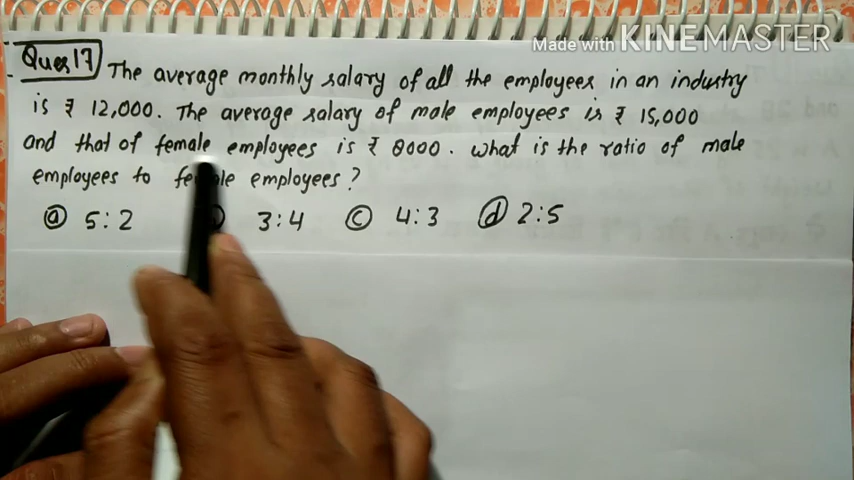 Made with KINEMASTER
Ques 17 The average monthly salary of all the employees in an industry
is ₹ 12,000. The average salary of male employees is ₹ 15,000
and that of female employees is ₹ 8000. What is the ratio of male
employees to female employees?
ⓐ 5:2 3:4 ⓒ 4:3 ⓓ 2:5